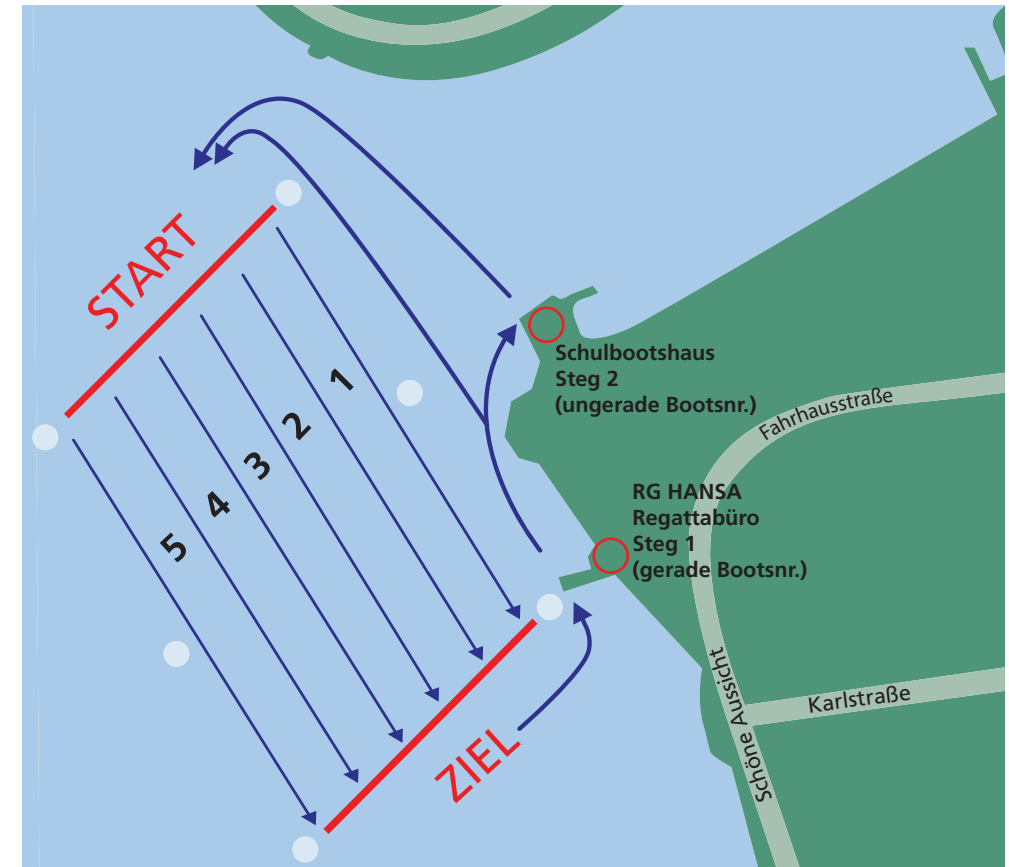 START
1
2
3
4
5
Schulbootshaus
Steg 2
(ungerade Bootsnr.)
Fahrhausstraße
RG HANSA
Regattabüro
Steg 1
(gerade Bootsnr.)
Schöne Aussicht
Karlstraße
ZIEL